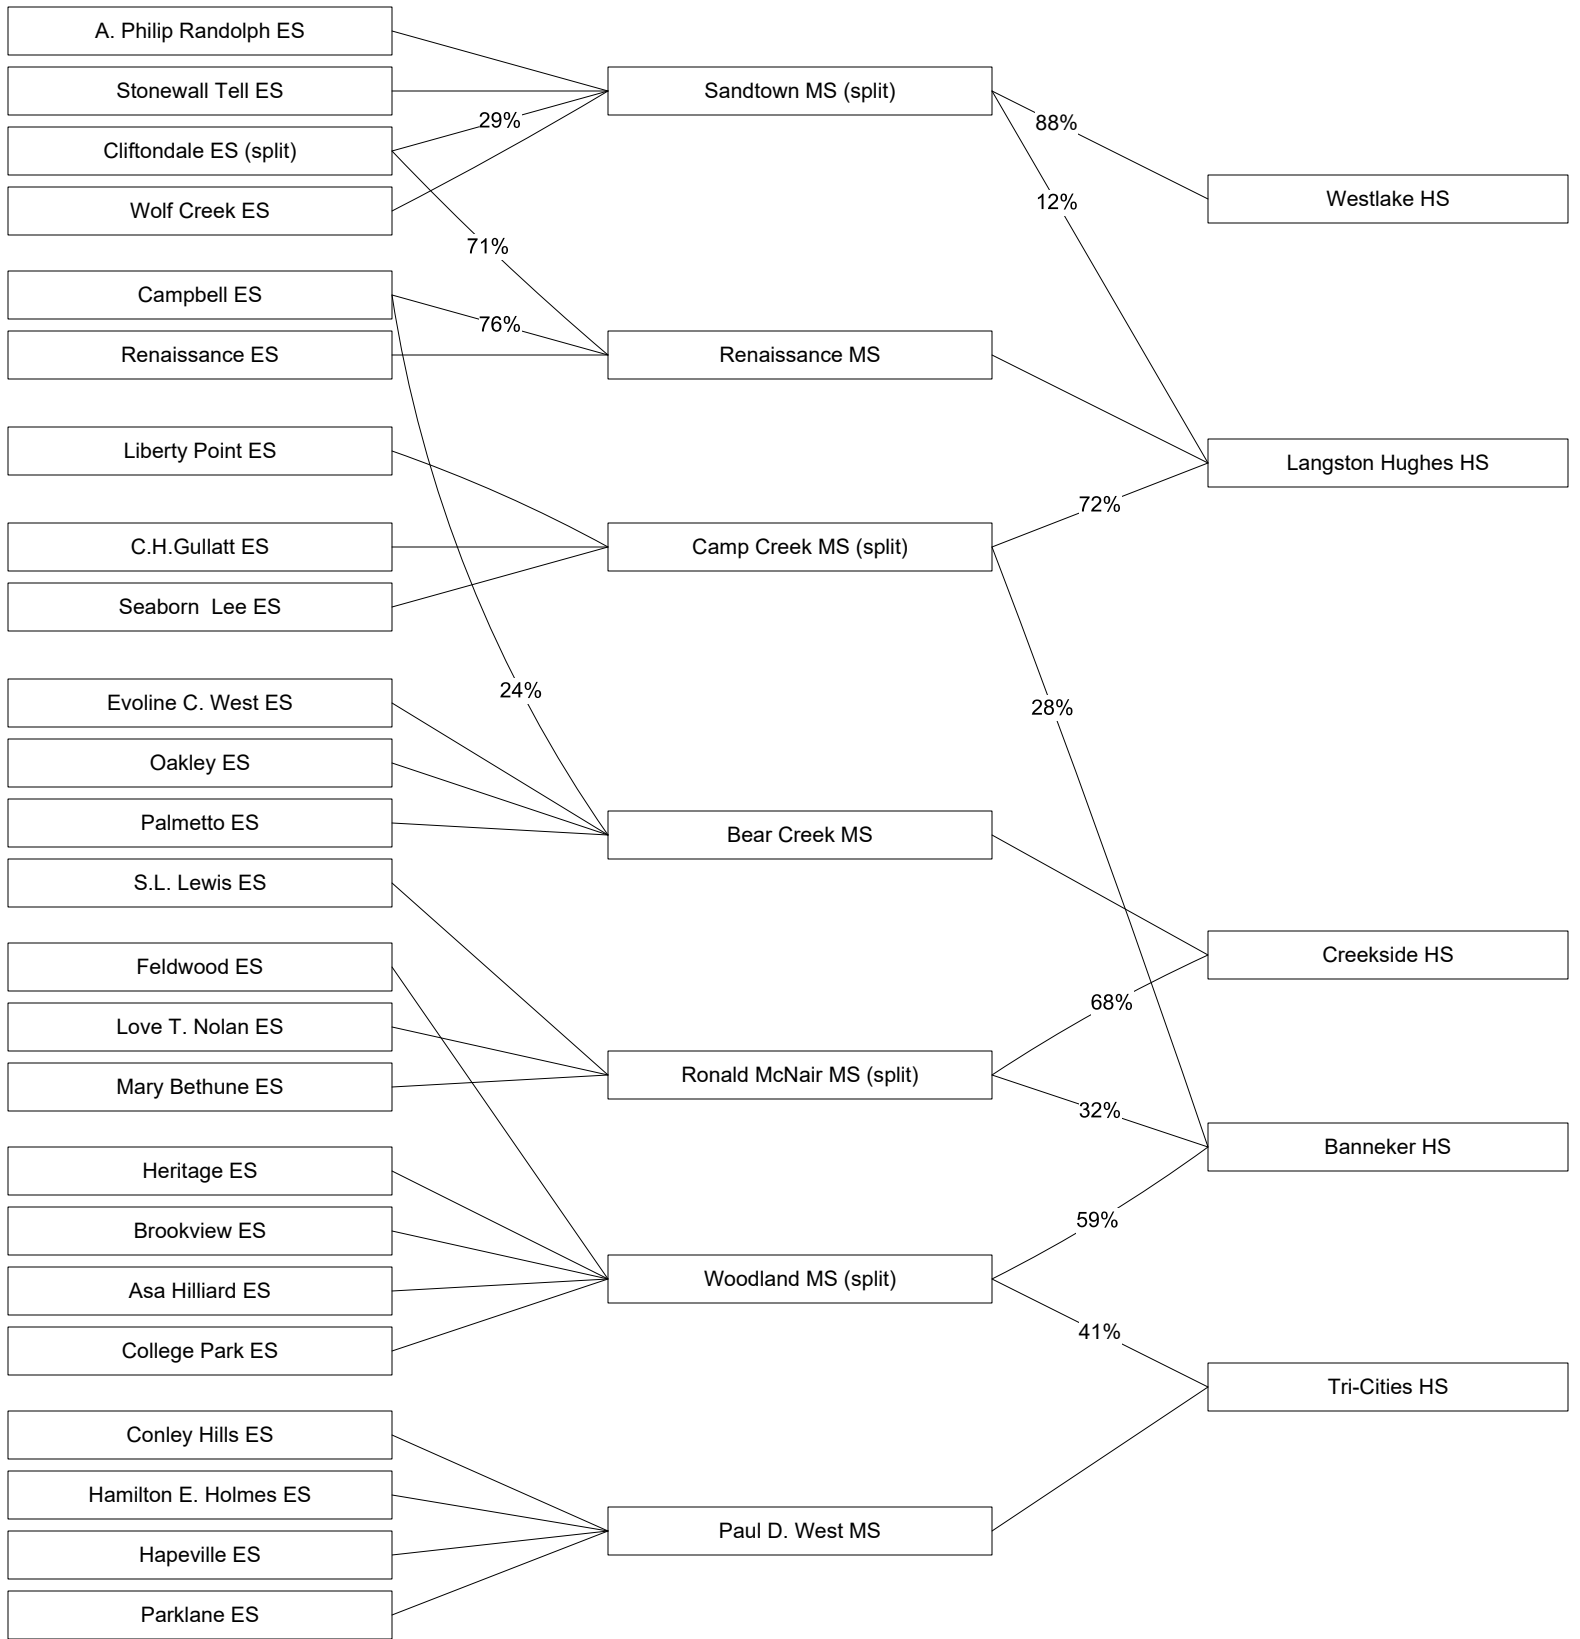 A. Philip Randolph ES
Stonewall Tell ES
Sandtown MS (split)
29%
88%
Cliftondale ES (split)
Westlake HS
12%
Wolf Creek ES
71%
Campbell ES
76%
Renaissance ES
Renaissance MS
Liberty Point ES
Langston Hughes HS
72%
C.H.Gullatt ES
Camp Creek MS (split)
Seaborn  Lee ES
24%
Evoline C. West ES
28%
Oakley ES
Palmetto ES
Bear Creek MS
S.L. Lewis ES
Creekside HS
Feldwood ES
68%
Love T. Nolan ES
Ronald McNair MS (split)
Mary Bethune ES
32%
Banneker HS
Heritage ES
59%
Brookview ES
Woodland MS (split)
Asa Hilliard ES
41%
College Park ES
Tri-Cities HS
Conley Hills ES
Hamilton E. Holmes ES
Paul D. West MS
Hapeville ES
Parklane ES